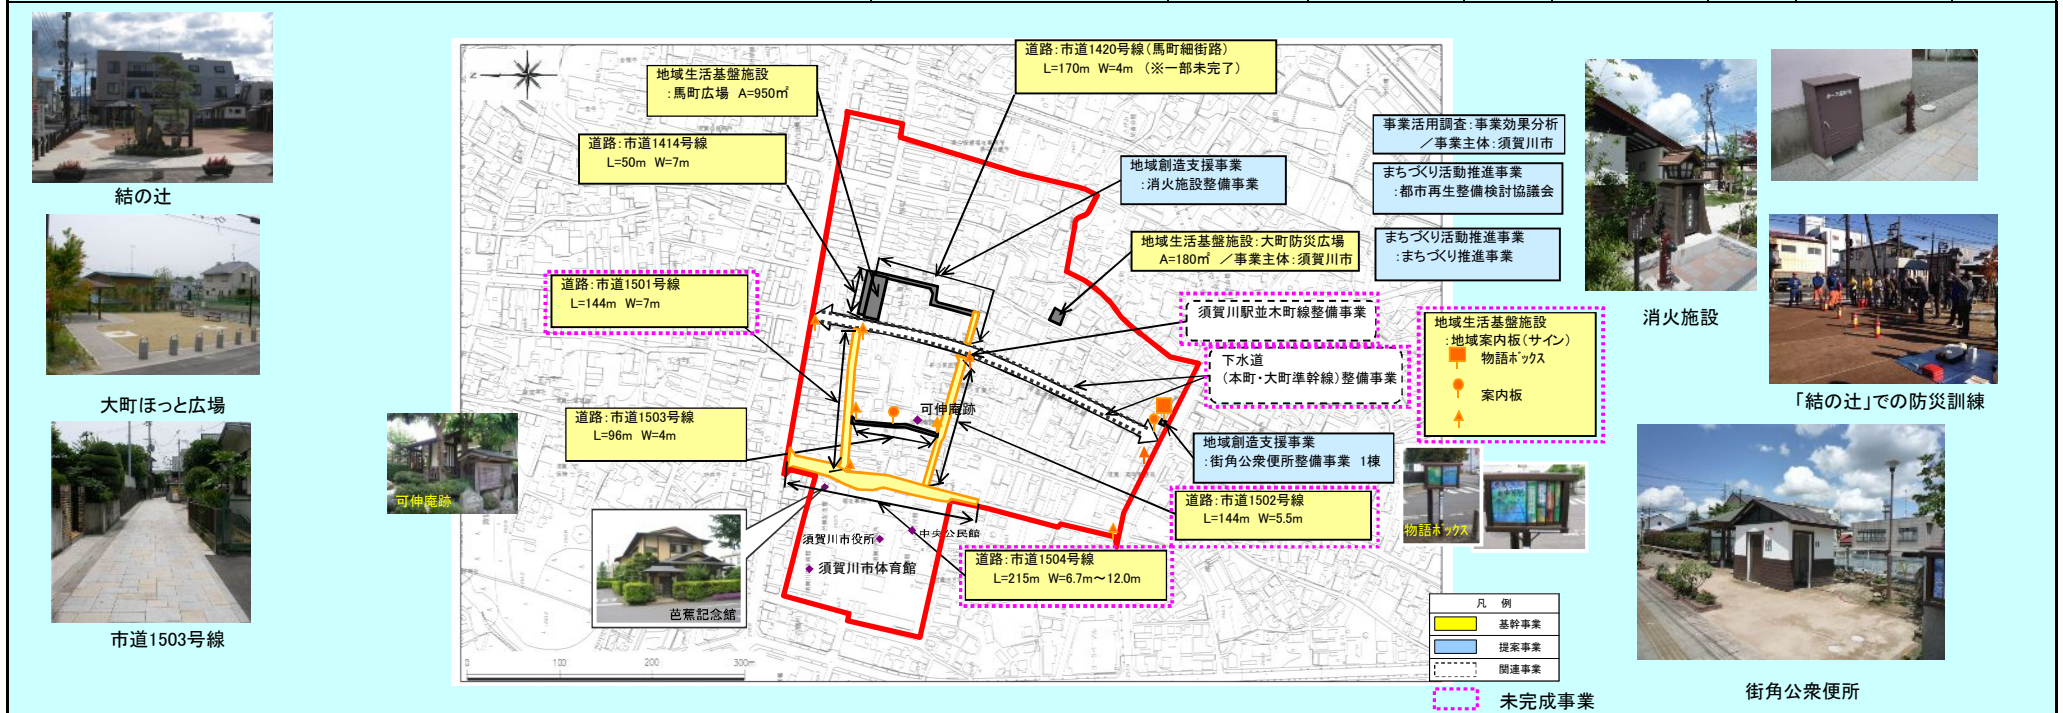 結の辻
大町ほっと広場
市道1503号線
可伸庵跡
地域生活基盤施設
:馬町広場 A=950㎡
道路:市道1414号線
L=50m W=7m
道路:市道1420号線(馬町細街路)
L=170m W=4m (※一部未完了)
地域創造支援事業
:消火施設整備事業
地域生活基盤施設:大町防災広場
A=180㎡ /事業主体:須賀川市
道路:市道1501号線
L=144m W=7m
道路:市道1503号線
L=96m W=4m
可伸庵跡
須賀川駅並木町線整備事業
下水道
(本町・大町準幹線)整備事業
地域創造支援事業
:街角公衆便所整備事業 1棟
道路:市道1502号線
L=144m W=5.5m
道路:市道1504号線
L=215m W=6.7m～12.0m
須賀川市役所
中央公民館
須賀川市体育館
芭蕉記念館
N
0 100 200 300m
事業活用調査:事業効果分析
/事業主体:須賀川市
まちづくり活動推進事業
:都市再生整備検討協議会
まちづくり活動推進事業
:まちづくり推進事業
地域生活基盤施設
:地域案内板(サイン)
物語ボックス
案内板
物語ボックス
凡 例
基幹事業
提案事業
関連事業
未完成事業
消火施設
「結の辻」での防災訓練
街角公衆便所